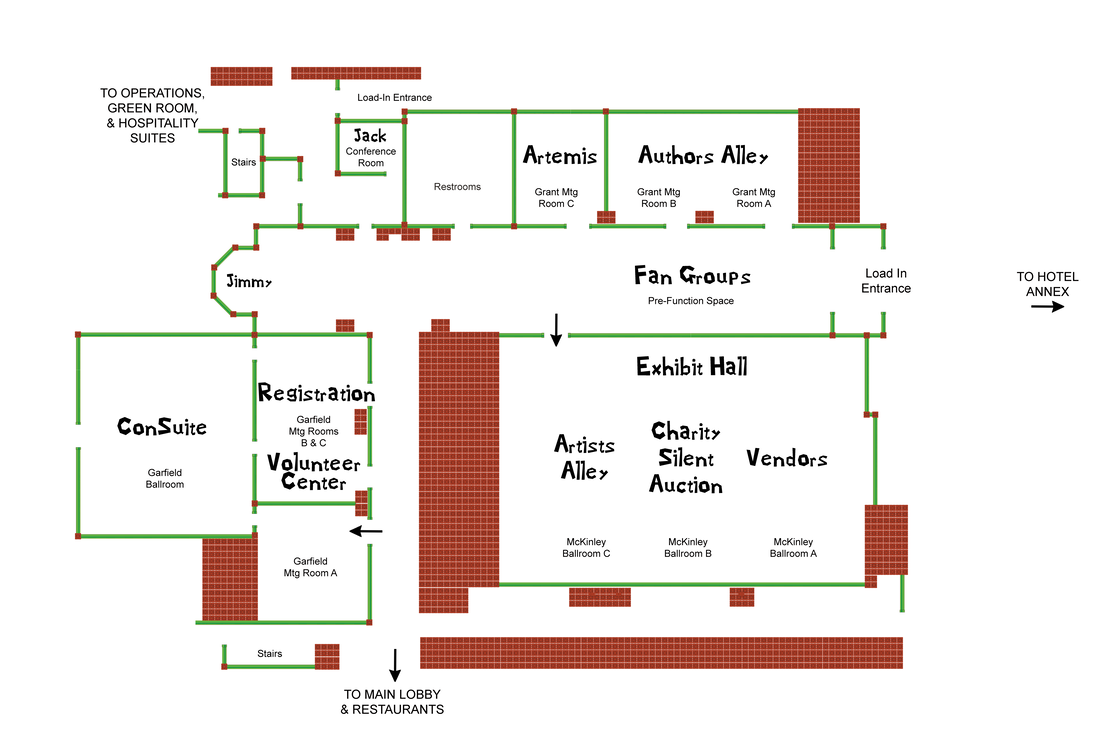 TO OPERATIONS,
GREEN ROOM,
& HOSPITALITY
SUITES
Load-In Entrance
Stairs
Jack
Conference
Room
Restrooms
Artemis
Grant Mtg
Room C
Authors Alley
Grant Mtg
Room B
Grant Mtg
Room A
Jimmy
Fan Groups
Pre-Function Space
Load In
Entrance
TO HOTEL
ANNEX
ConSuite
Garfield
Ballroom
Registration
Garfield
Mtg Rooms
B & C
Volunteer
Center
Garfield
Mtg Room A
Exhibit Hall
Artists
Alley
Charity
Silent
Auction
Vendors
McKinley
Ballroom C
McKinley
Ballroom B
McKinley
Ballroom A
Stairs
TO MAIN LOBBY
& RESTAURANTS